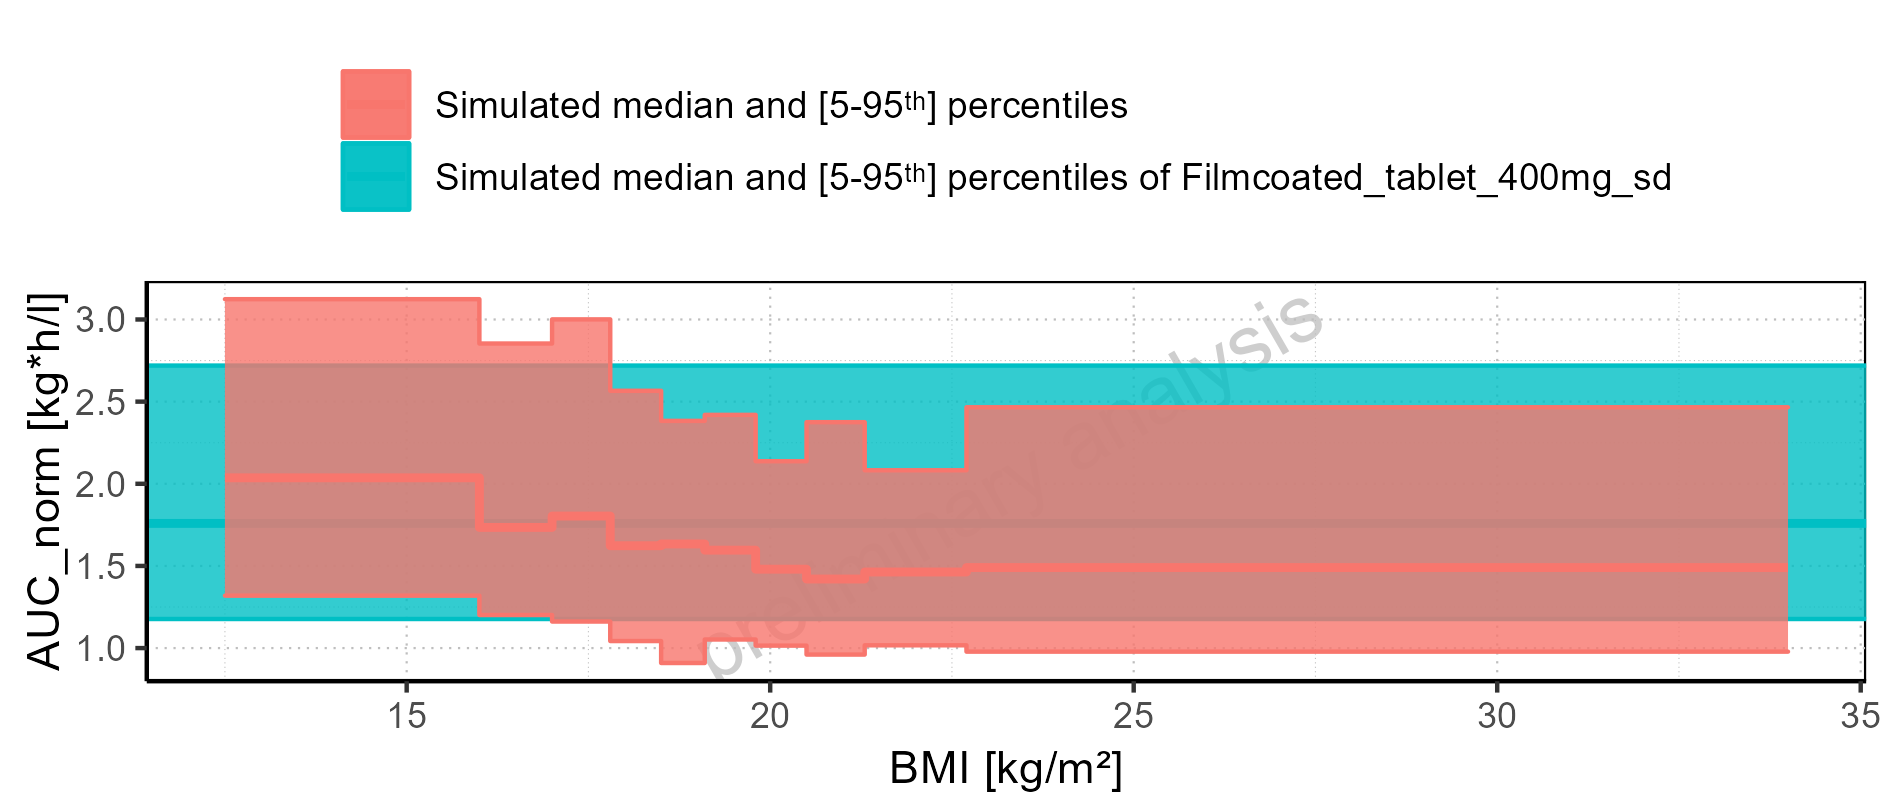 Simulated median and [5-95ᵗʰ] percentiles
Simulated median and [5-95ᵗʰ] percentiles of Filmcoated_tablet_400mg_sd
AUC_norm [kg*h/l]
3.0
2.5
2.0
1.5
1.0
preliminary analysis
15 20 25 30 35
BMI [kg/m²]